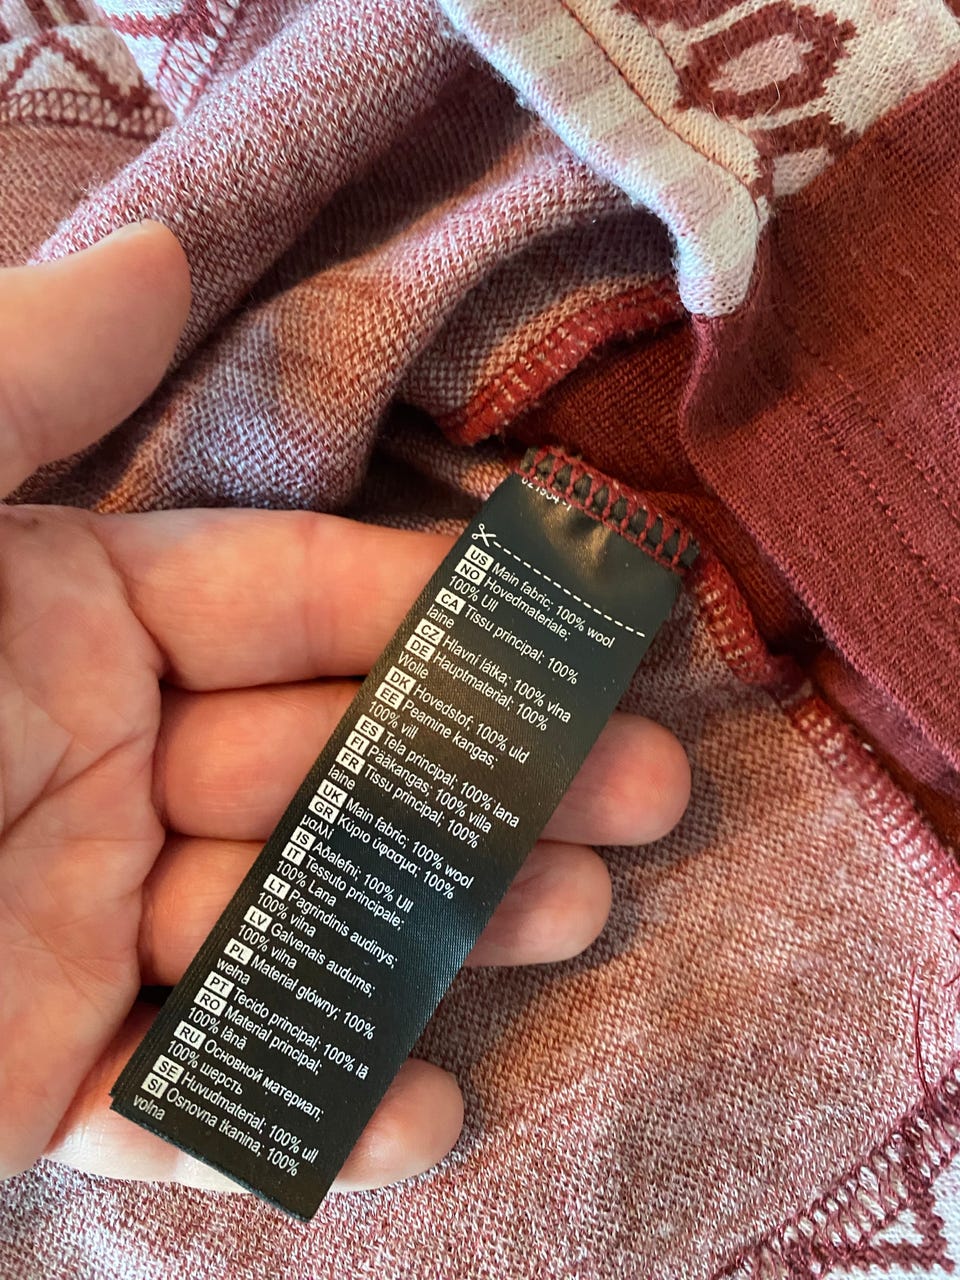 US Main fabric; 100% wool
NO Hovedmateriale;
100% Ull
CA Tissu principal; 100%
laine
CZ Hlavní látka; 100% vlna
DE Hauptmaterial; 100%
Wolle
DK Hovedstof; 100% uld
EE Peamine kangas;
100% vill
ES Tela principal; 100% lana
FI Pääkangas; 100% villa
FR Tissu principal; 100%
laine
UK Main fabric; 100% wool
GR Κύριο ύφασμα; 100%
μαλλί
IS Aðalefni; 100% Ull
IT Tessuto principale;
100% Lana
LT Pagrindinis audinys;
100% vilna
LV Galvenais audums;
100% vilna
PL Materiał główny; 100%
wełna
PT Tecido principal; 100% lã
RO Material principal;
100% lână
RU Основной материал;
100% шерсть
SE Huvudmaterial; 100% ull
SI Osnovna tkanina; 100%
volna